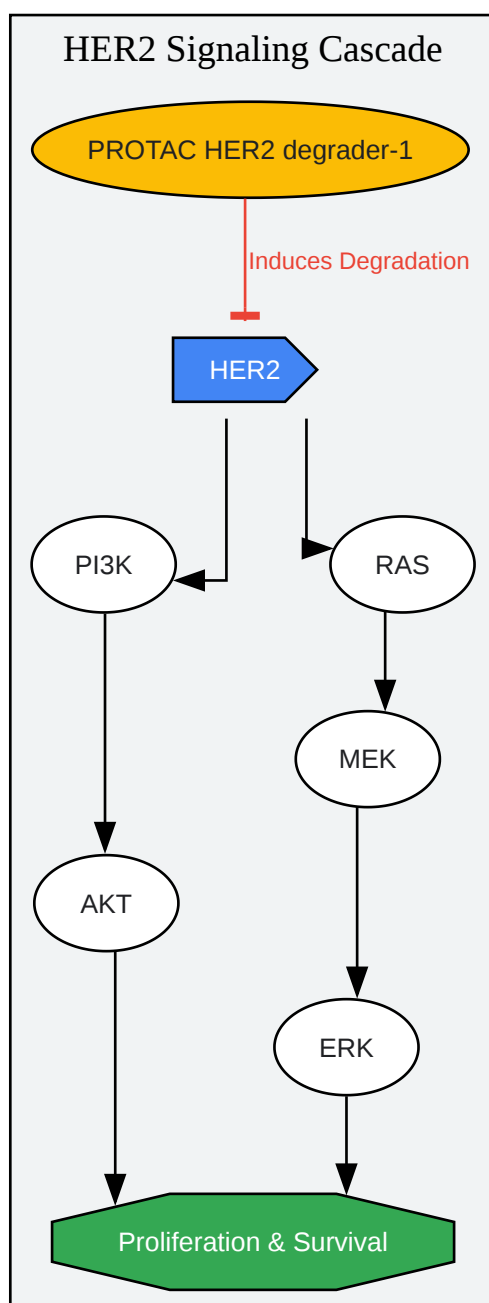 HER2 Signaling Cascade
PROTAC HER2 degrader-1
Induces Degradation
HER2
PI3K
RAS
MEK
AKT
ERK
Proliferation & Survival